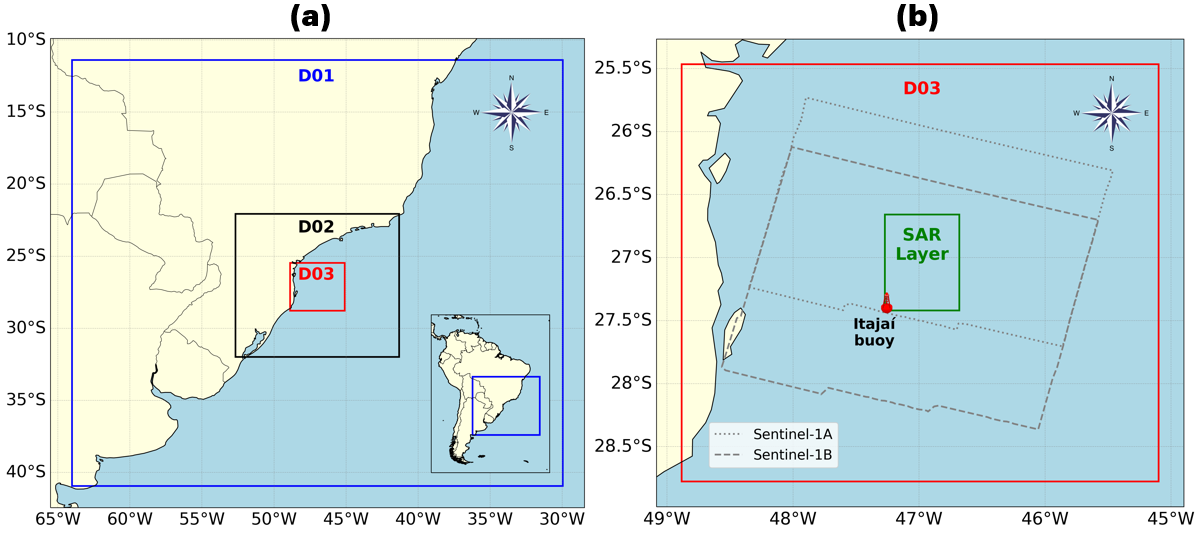 (a)
(b)
10°S
15°S
20°S
25°S
30°S
35°S
40°S
65°W
60°W
55°W
50°W
45°W
40°W
35°W
30°W
D01
D02
D03
N
W
E
S
25.5°S
26°S
26.5°S
27°S
27.5°S
28°S
28.5°S
49°W
48°W
47°W
46°W
45°W
D03
N
W
E
S
SAR
Layer
Itajaí
buoy
Sentinel-1A
Sentinel-1B